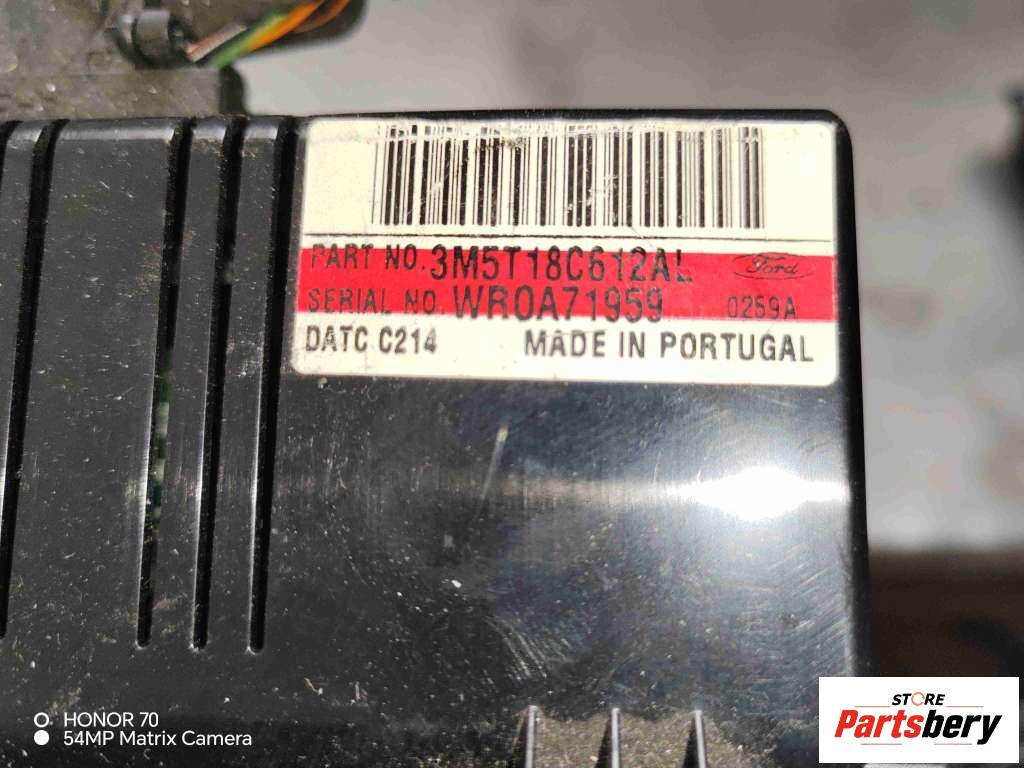 PART NO. 3M5T18C612AL
Ford
SERIAL NO. WR0A71959 0259A
DATC C214 MADE IN PORTUGAL
HONOR 70
54MP Matrix Camera
STORE
Partsbery